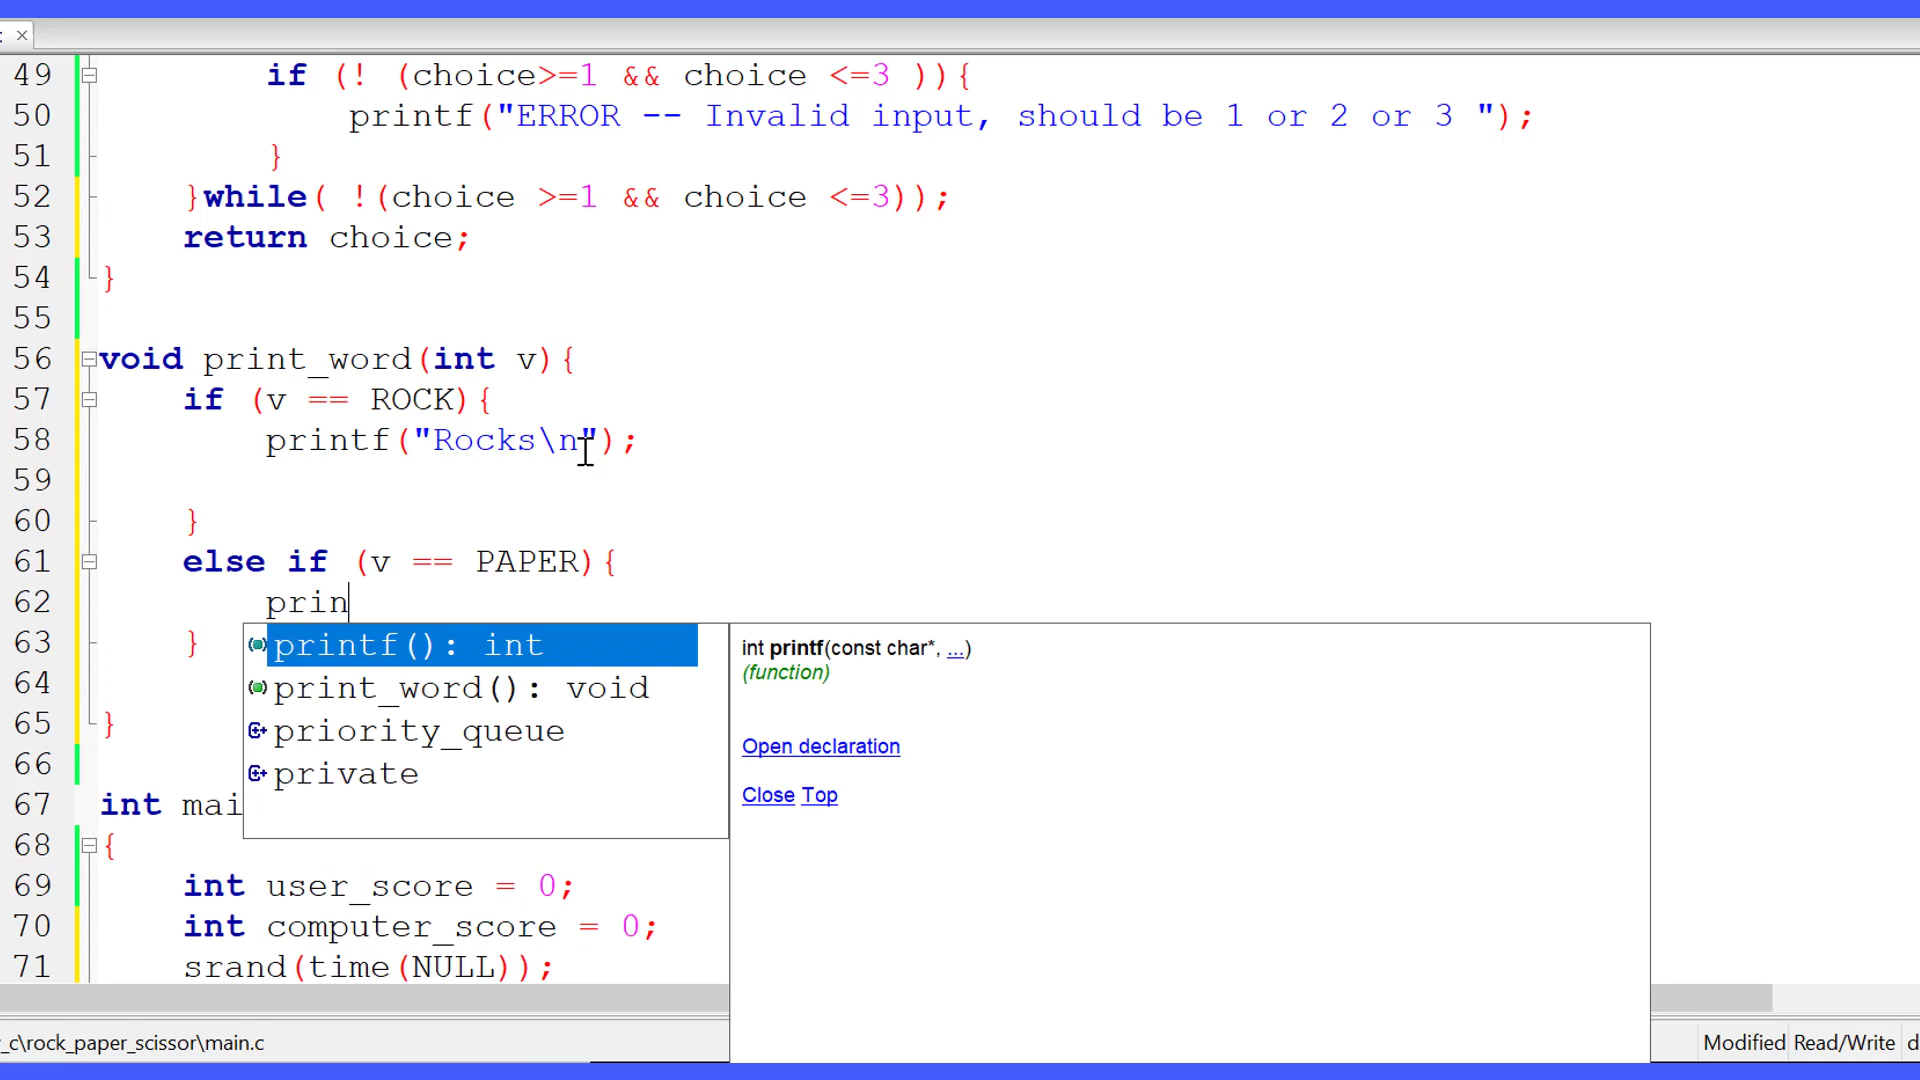 49 if (! (choice>=1 && choice <=3 )){
50 printf("ERROR -- Invalid input, should be 1 or 2 or 3 ");
51 }
52 }while( !(choice >=1 && choice <=3));
53 return choice;
54 }
55
56 void print_word(int v){
57 if (v == ROCK){
58 printf("Rocks\n");
59
60 }
61 else if (v == PAPER){
62 prin
63 }
64
65 }
66
67 int mai
68 {
69 int user_score = 0;
70 int computer_score = 0;
71 srand(time(NULL));
printf(): int
print_word(): void
priority_queue
private
int printf(const char*, ...)
(function)
Open declaration
Close Top
_c\rock_paper_scissor\main.c
Modified Read/Write d